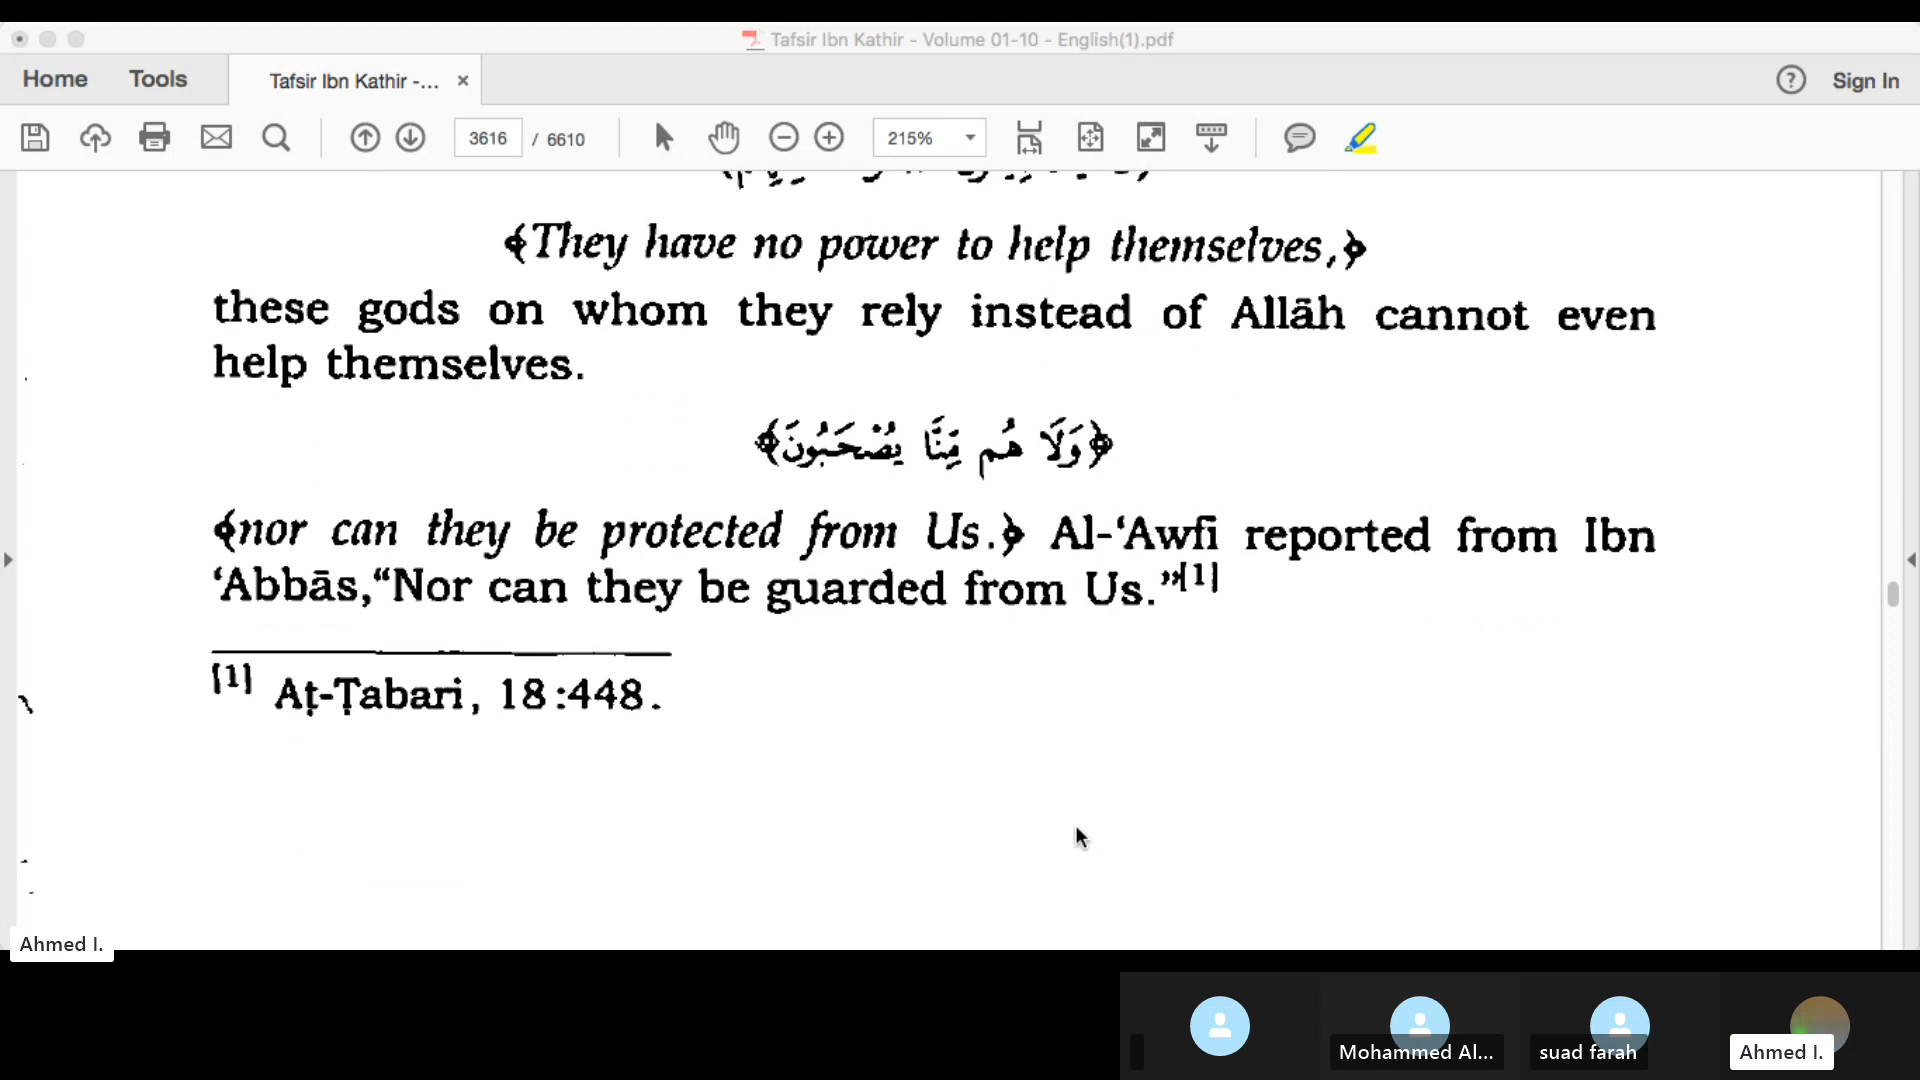 Tafsir Ibn Kathir - Volume 01-10 - English(1).pdf
Home
Tools
Tafsir Ibn Kathir -...
Sign In
3616 / 6610
215%
﴿They have no power to help themselves,﴾
these gods on whom they rely instead of Allāh cannot even
help themselves.
﴿وَلَا هُم مِّنَّا يُصْحَبُونَ﴾
﴿nor can they be protected from Us.﴾ Al-‘Awfi reported from Ibn
‘Abbās,“Nor can they be guarded from Us.”[1]
[1] Aṭ-Ṭabari, 18:448.
Ahmed I.
Mohammed Al...
suad farah
Ahmed I.